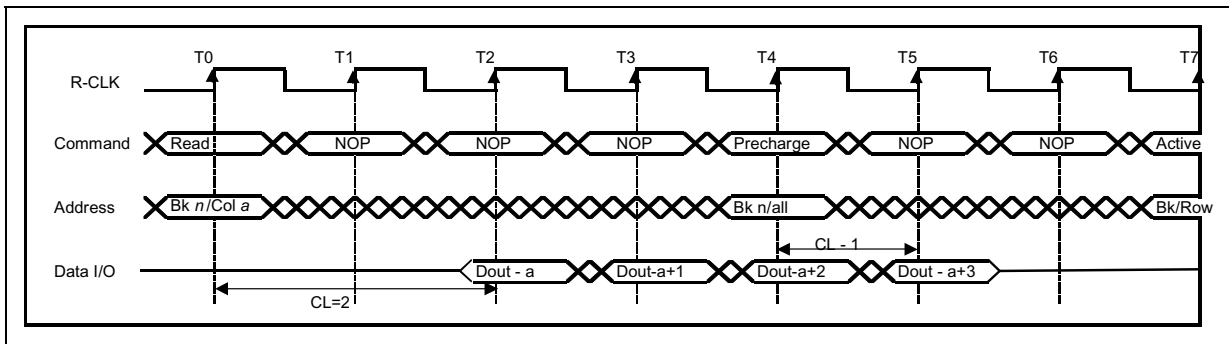 T0 T1 T2 T3 T4 T5 T6 T7
R-CLK
Command Read NOP NOP NOP Precharge NOP NOP Active
Address Bk n/Col a Bk n/all Bk/Row
CL - 1
Data I/O Dout - a Dout-a+1 Dout-a+2 Dout - a+3
CL=2